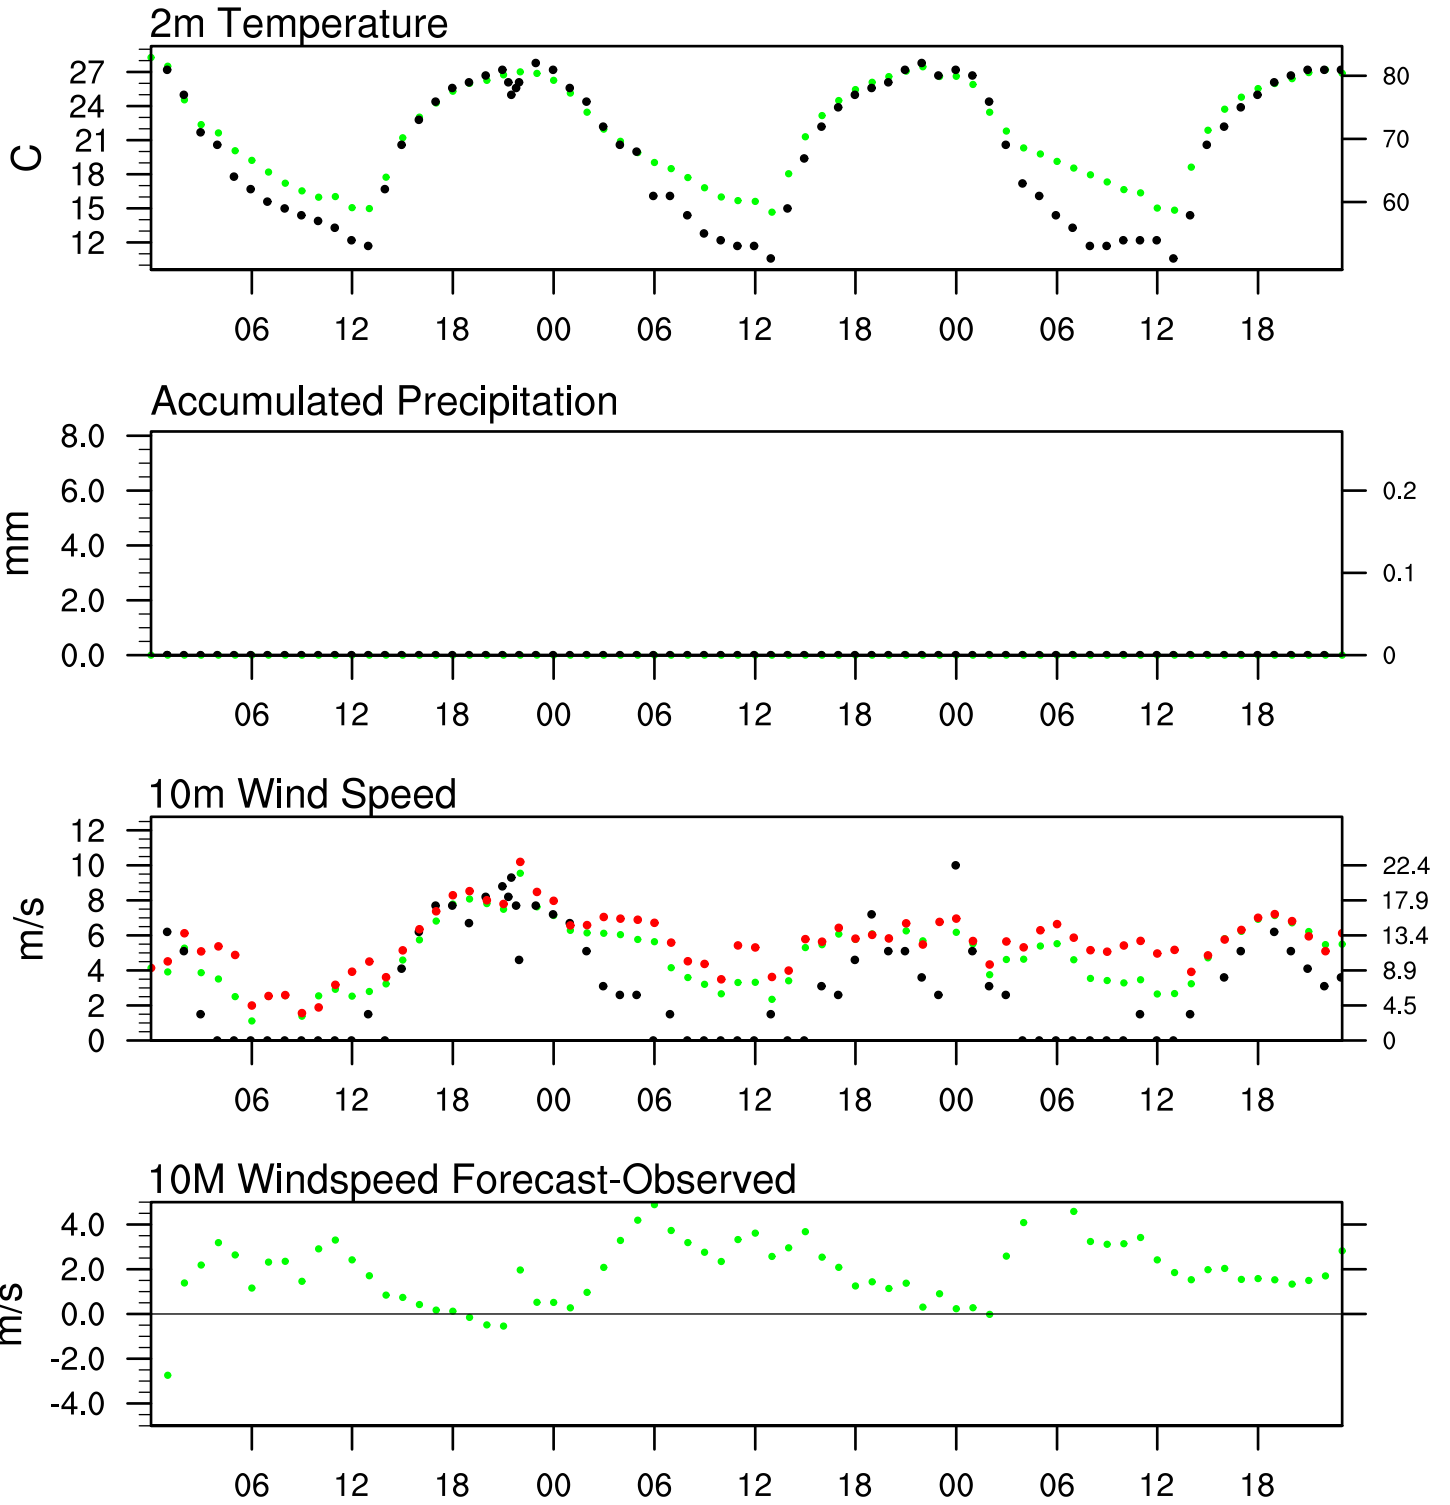 2m Temperature
27
24
21
18
15
12
C
80
70
60
06 12 18 00 06 12 18 00 06 12 18
Accumulated Precipitation
8.0
6.0
4.0
2.0
0.0
mm
0.2
0.1
0
06 12 18 00 06 12 18 00 06 12 18
10m Wind Speed
12
10
8
6
4
2
0
m/s
22.4
17.9
13.4
8.9
4.5
0
06 12 18 00 06 12 18 00 06 12 18
10M Windspeed Forecast-Observed
4.0
2.0
0.0
-2.0
-4.0
m/s
06 12 18 00 06 12 18 00 06 12 18